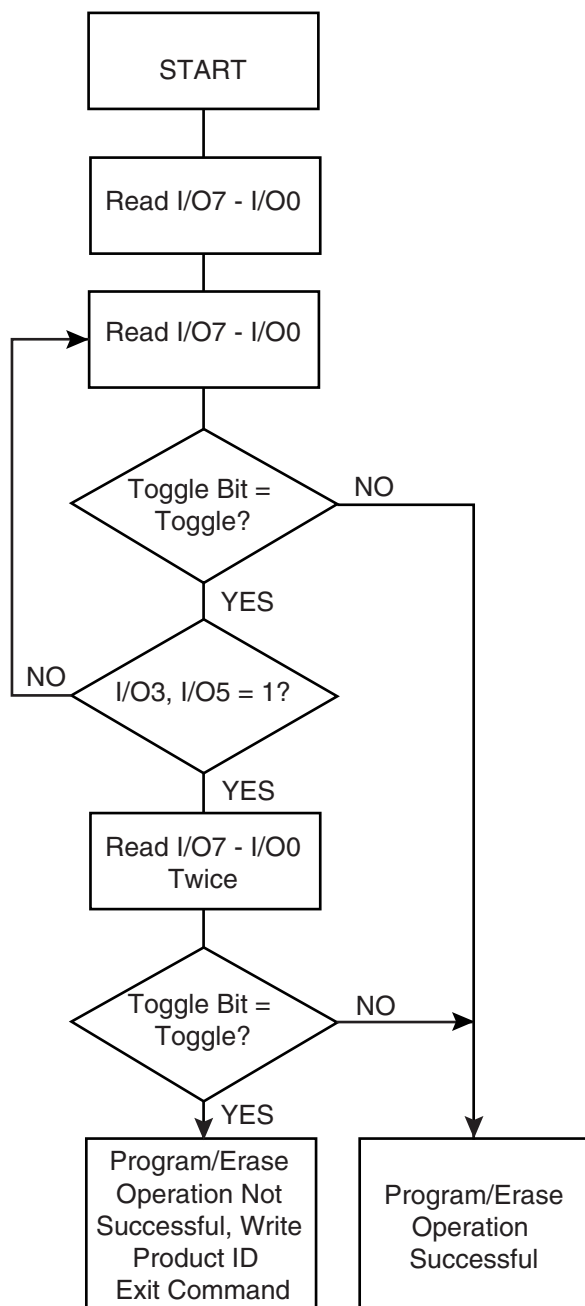 START
Read I/O7 - I/O0
Read I/O7 - I/O0
Toggle Bit =
Toggle?
NO
YES
NO
I/O3, I/O5 = 1?
YES
Read I/O7 - I/O0
Twice
Toggle Bit =
Toggle?
NO
YES
Program/Erase
Operation Not
Successful, Write
Product ID
Exit Command
Program/Erase
Operation
Successful